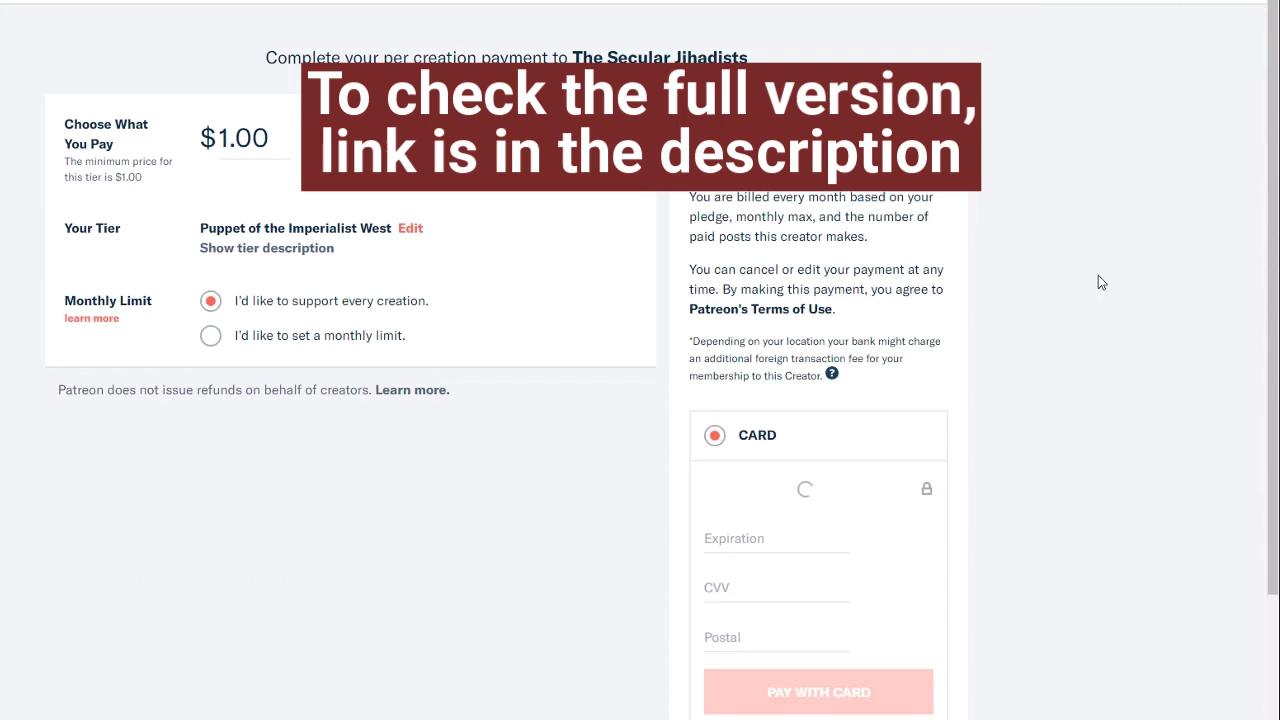 Complete your per creation payment to The Secular Jihadists
To check the full version,
link is in the description
Choose What
You Pay
The minimum price for
this tier is $1.00
$1.00
Your Tier
Puppet of the Imperialist West Edit
Show tier description
Monthly Limit
learn more
I'd like to support every creation.
I'd like to set a monthly limit.
Patreon does not issue refunds on behalf of creators. Learn more.
You are billed every month based on your
pledge, monthly max, and the number of
paid posts this creator makes.
You can cancel or edit your payment at any
time. By making this payment, you agree to
Patreon's Terms of Use.
*Depending on your location your bank might charge
an additional foreign transaction fee for your
membership to this Creator. ?
CARD
Expiration
CVV
Postal
PAY WITH CARD